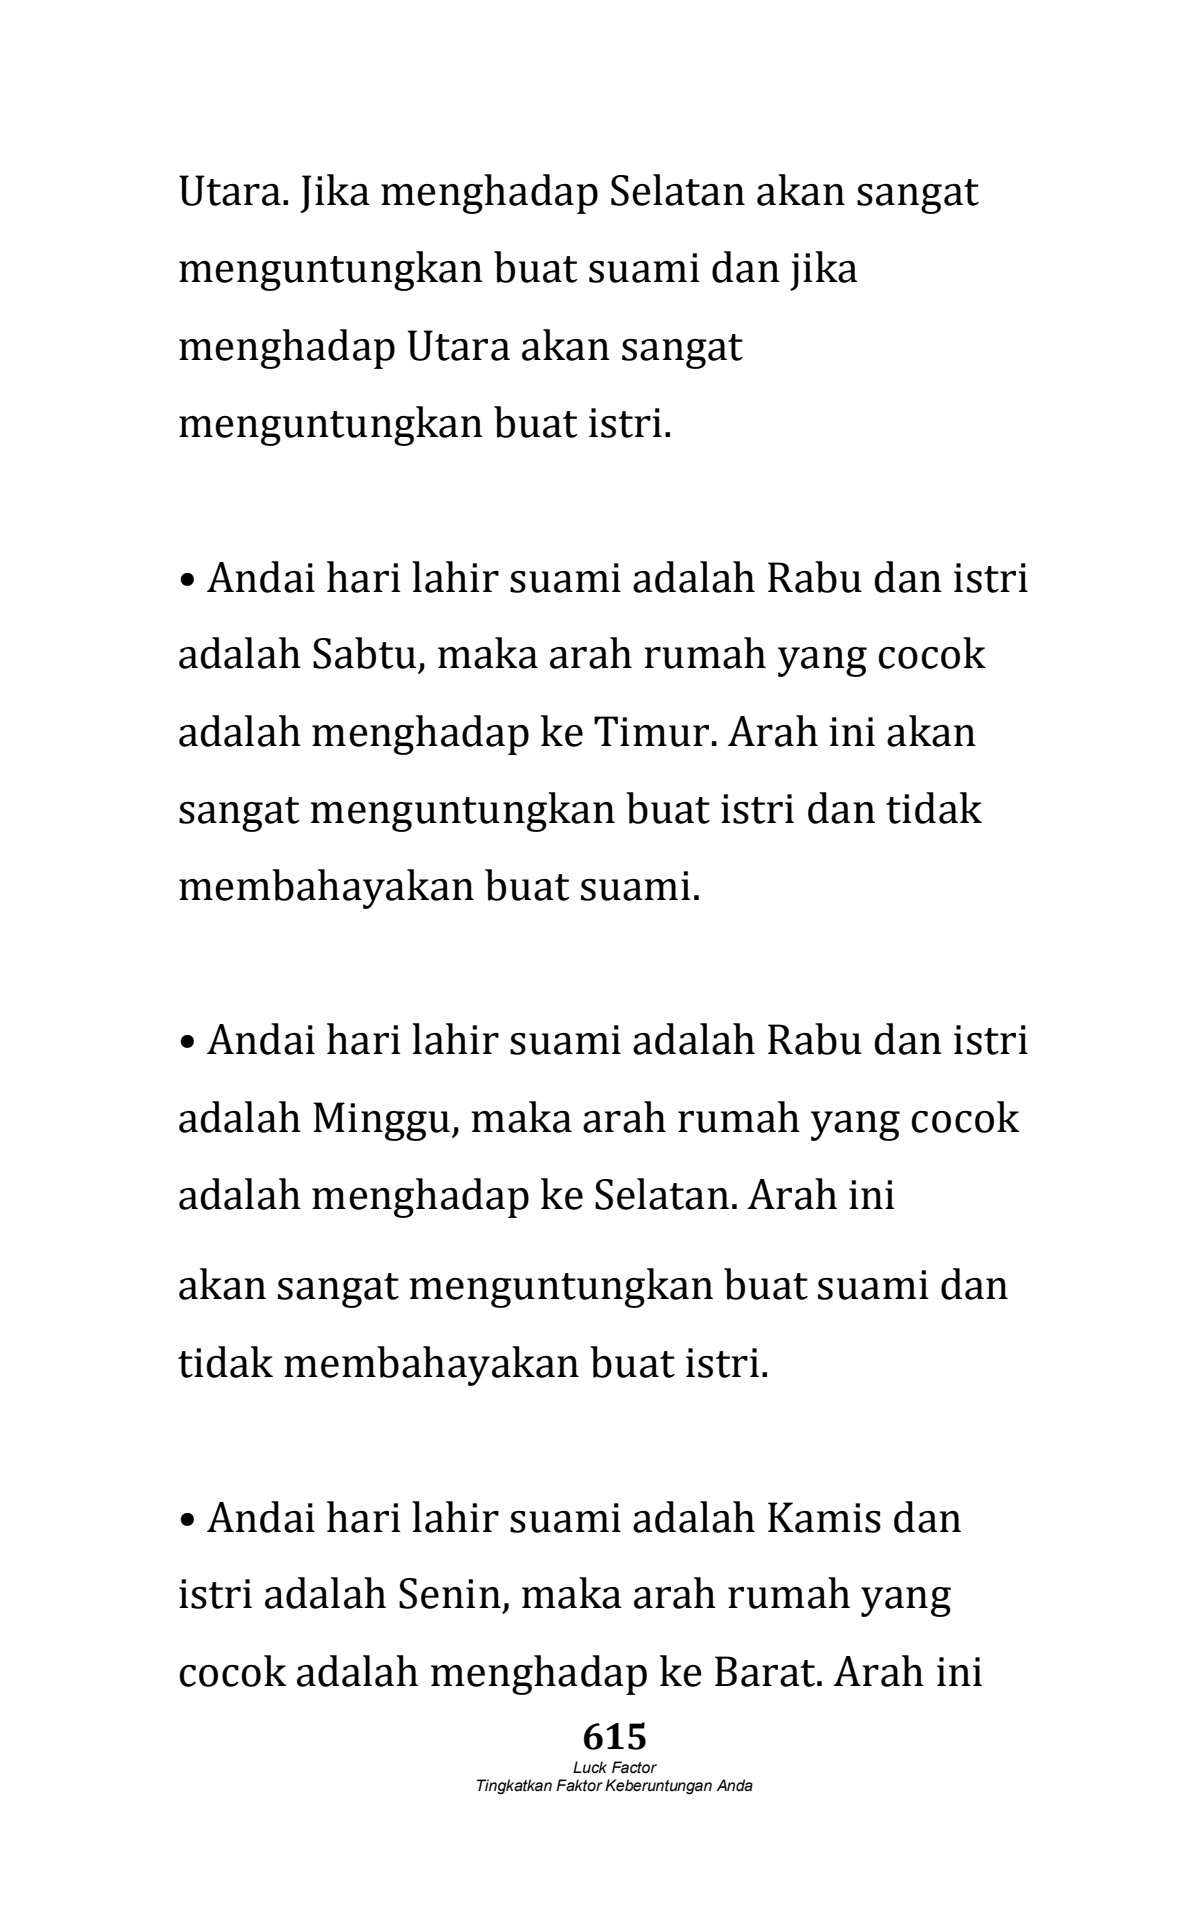 Utara. Jika menghadap Selatan akan sangat
menguntungkan buat suami dan jika
menghadap Utara akan sangat
menguntungkan buat istri.
• Andai hari lahir suami adalah Rabu dan istri
adalah Sabtu, maka arah rumah yang cocok
adalah menghadap ke Timur. Arah ini akan
sangat menguntungkan buat istri dan tidak
membahayakan buat suami.
• Andai hari lahir suami adalah Rabu dan istri
adalah Minggu, maka arah rumah yang cocok
adalah menghadap ke Selatan. Arah ini
akan sangat menguntungkan buat suami dan
tidak membahayakan buat istri.
• Andai hari lahir suami adalah Kamis dan
istri adalah Senin, maka arah rumah yang
cocok adalah menghadap ke Barat. Arah ini
615
Luck Factor
Tingkatkan Faktor Keberuntungan Anda